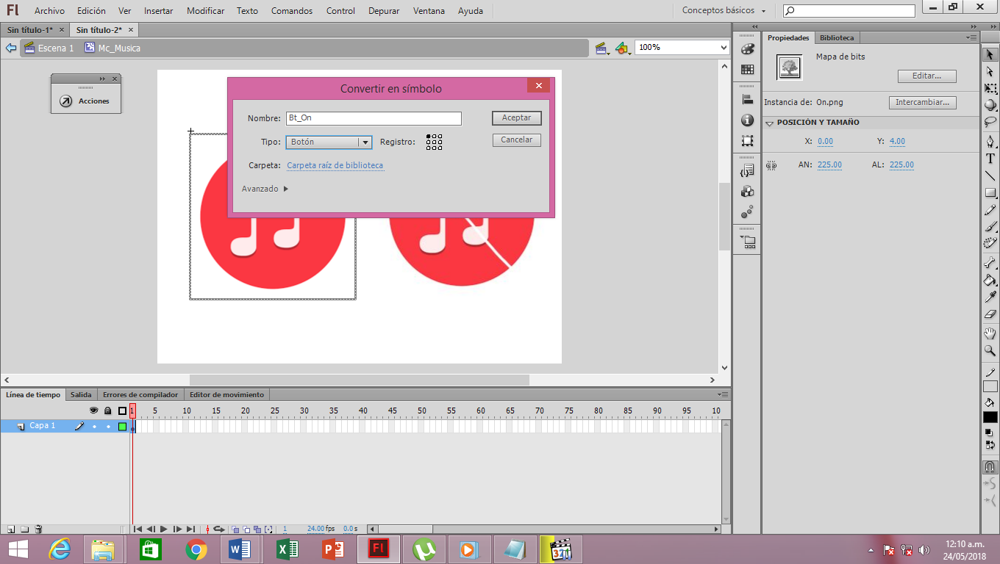 Fl Archivo Edición Ver Insertar Modificar Texto Comandos Control Depurar Ventana Ayuda Conceptos básicos
Sin título-1* × Sin título-2* ×
Escena 1 Mc_Musica 100%
Propiedades Biblioteca
Mapa de bits
Editar...
Instancia de: On.png Intercambiar...
POSICIÓN Y TAMAÑO
X: 0.00 Y: 4.00
AN: 225.00 AL: 225.00
Acciones
Convertir en símbolo
Nombre: Bt_On Aceptar
Tipo: Botón Registro: Cancelar
Carpeta: Carpeta raíz de biblioteca
Avanzado
Línea de tiempo Salida Errores de compilador Editor de movimiento
1 5 10 15 20 25 30 35 40 45 50 55 60 65 70 75 80 85 90 95 10
Capa 1
1 24.00 fps 0.0 s
Fl 321
12:10 a.m.
24/05/2018